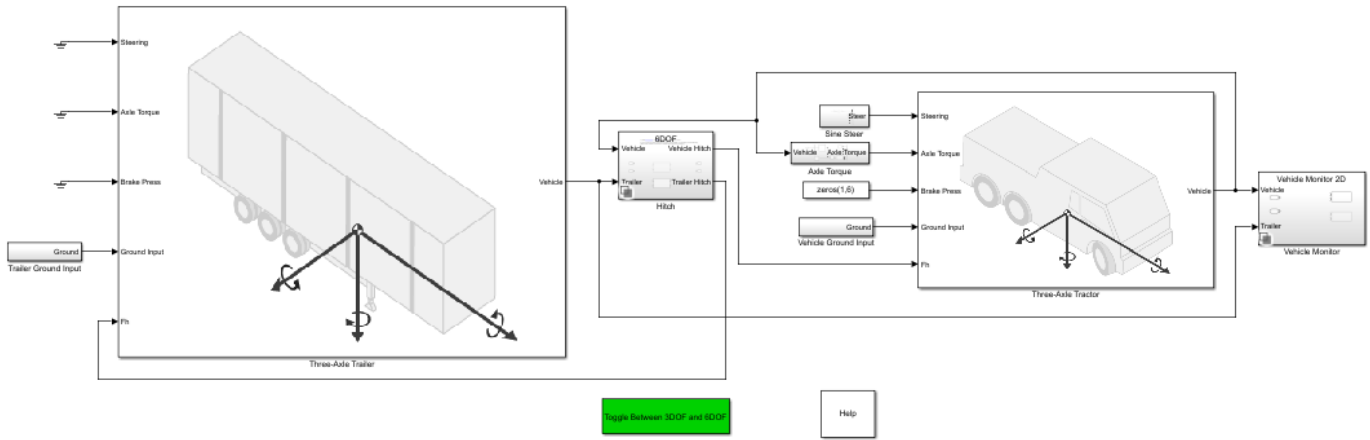 Steering
Axle Torque
Brake Press
Ground
Trailer Ground Input
Ground Input
Fh
Vehicle
Three-Axle Trailer
6DOF
Vehicle
Vehicle Hitch
Trailer
Trailer Hitch
Hitch
Steer
Sine Steer
Vehicle
Axle Torque
Axle Torque
zeros(1,6)
Ground
Vehicle Ground Input
Steering
Axle Torque
Brake Press
Ground Input
Fh
Vehicle
Three-Axle Tractor
Vehicle Monitor 2D
Vehicle
Trailer
Vehicle Monitor
Toggle Between 3DOF and 6DOF
Help